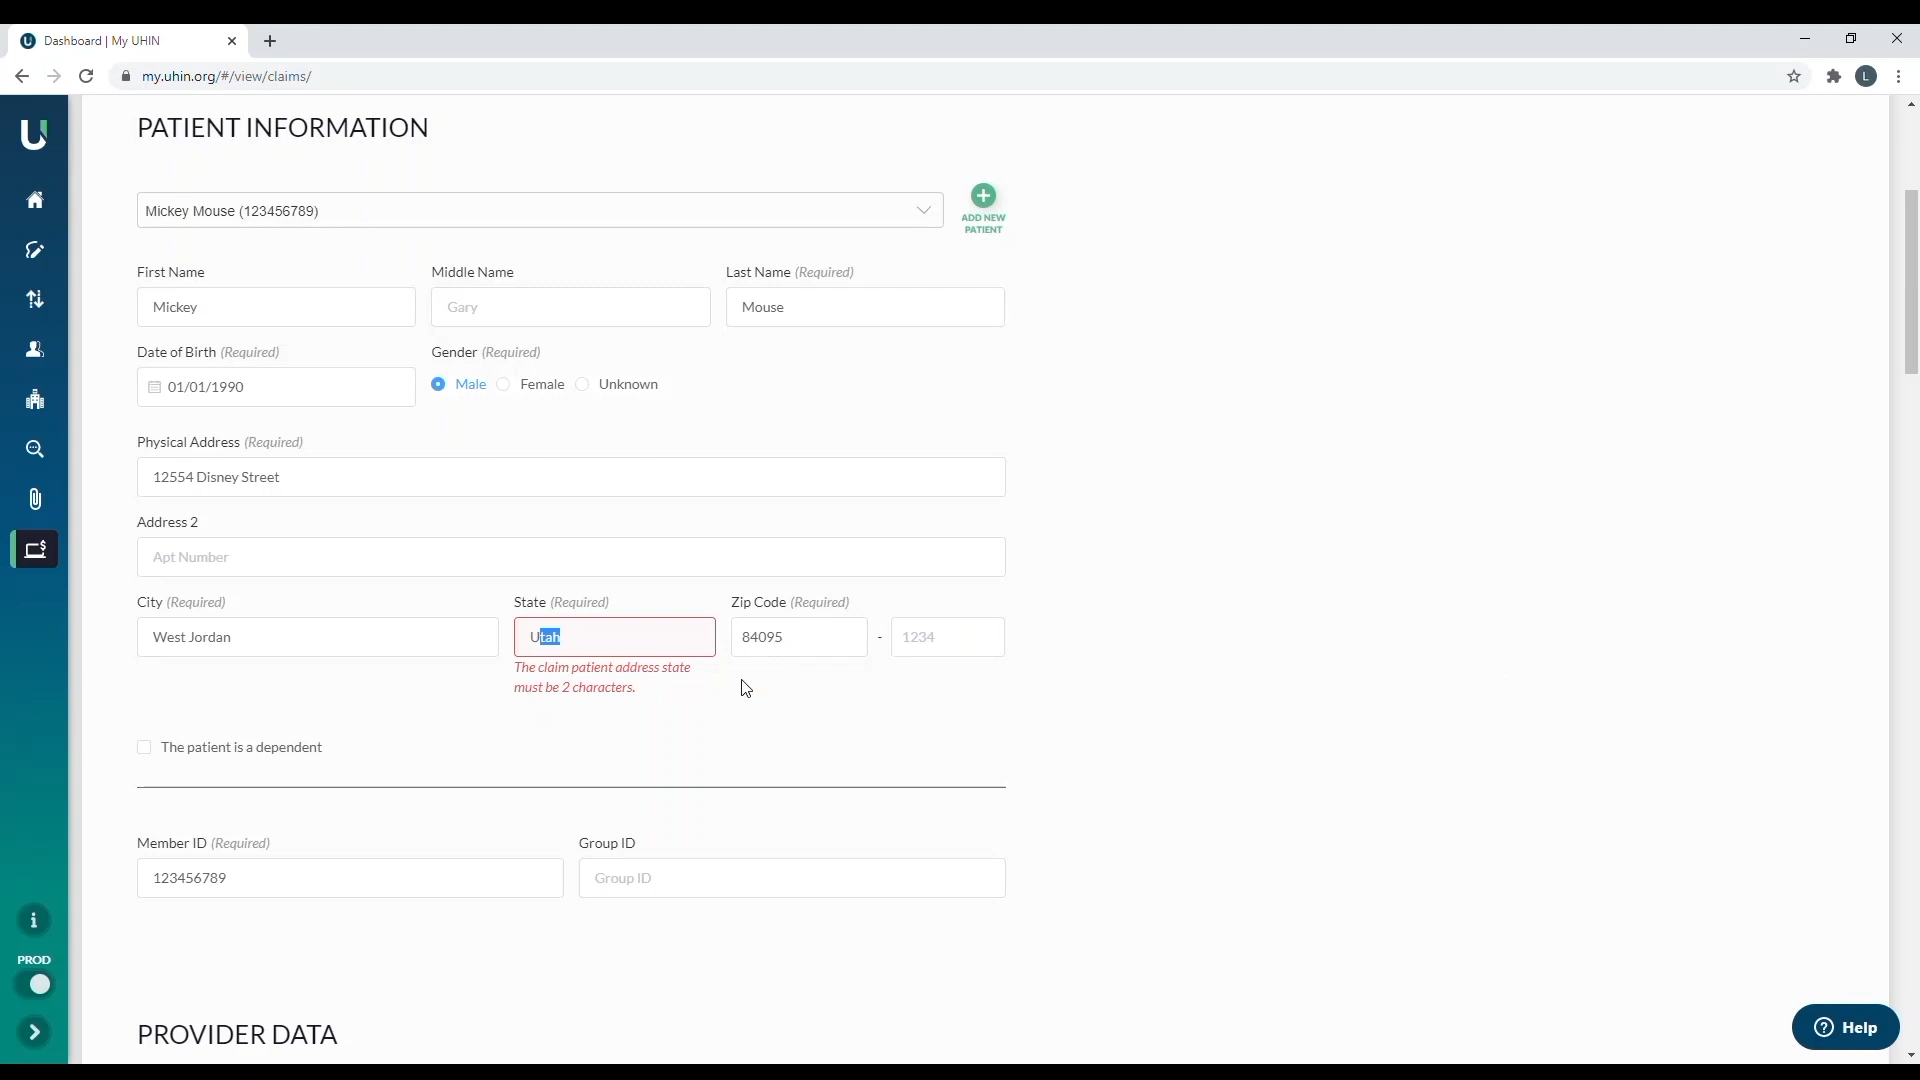 Dashboard | My UHIN
my.uhin.org/#/view/claims/
L
U
PATIENT INFORMATION
Mickey Mouse (123456789)
ADD NEW
PATIENT
First Name
Middle Name
Last Name (Required)
Mickey
Gary
Mouse
Date of Birth (Required)
Gender (Required)
01/01/1990
Male
Female
Unknown
Physical Address (Required)
12554 Disney Street
Address 2
Apt Number
City (Required)
State (Required)
Zip Code (Required)
West Jordan
Utah
84095
-
1234
The claim patient address state
must be 2 characters.
The patient is a dependent
Member ID (Required)
Group ID
123456789
Group ID
PROD
PROVIDER DATA
Help